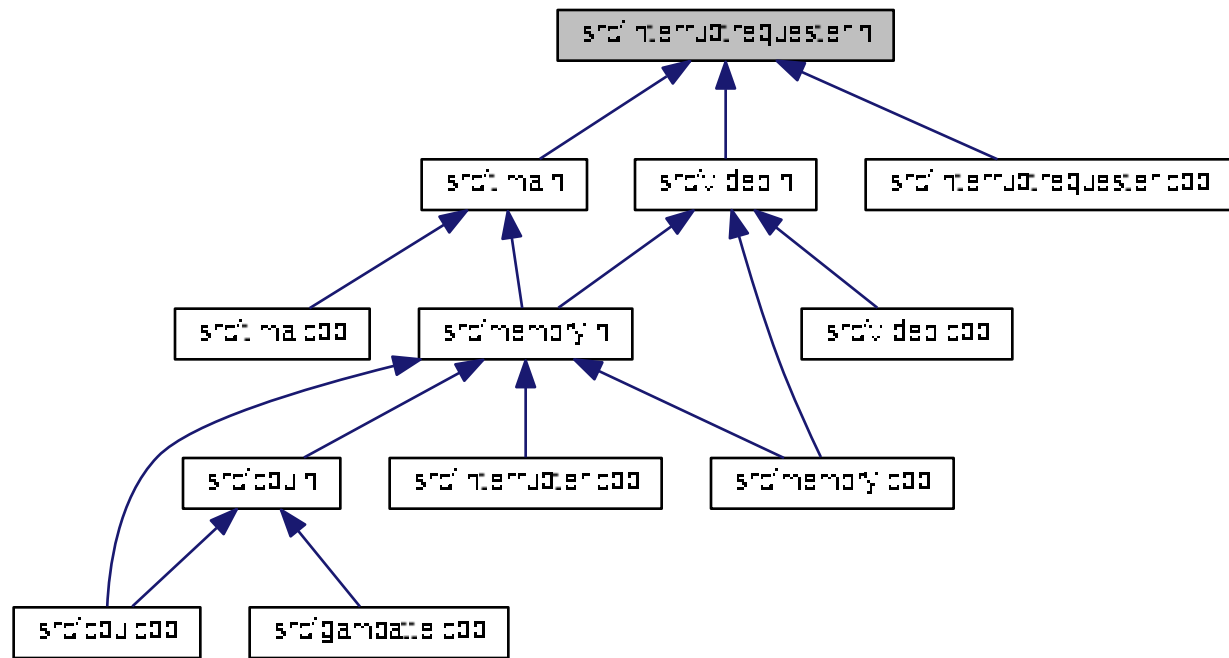 src/interruptrequester.h
src/tima.h
src/video.h
src/interruptrequester.cpp
src/tima.cpp
src/memory.h
src/video.cpp
src/cpu.h
src/interrupter.cpp
src/memory.cpp
src/cpu.cpp
src/gambatte.cpp